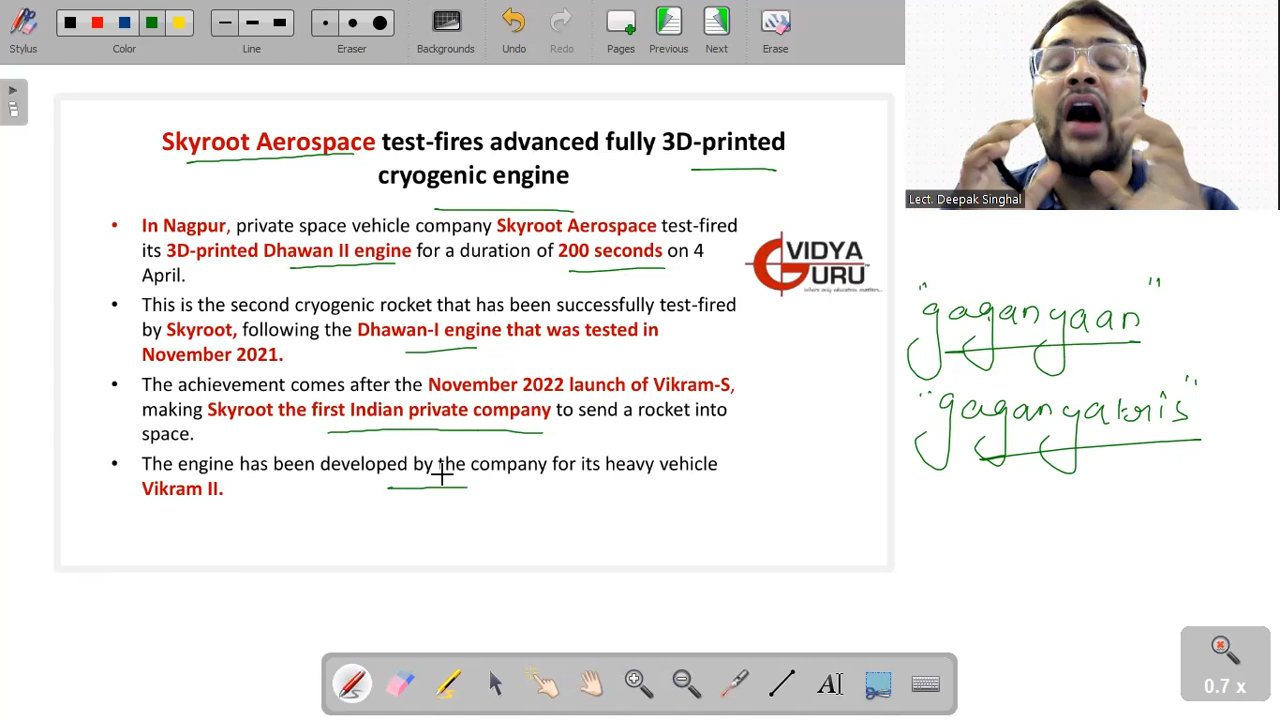 Stylus
Color
Line
Eraser
Backgrounds
Undo
Redo
Pages
Previous
Next
Erase
Lect. Deepak Singhal
Skyroot Aerospace test-fires advanced fully 3D-printed
cryogenic engine
• In Nagpur, private space vehicle company Skyroot Aerospace test-fired
its 3D-printed Dhawan II engine for a duration of 200 seconds on 4
April.
• This is the second cryogenic rocket that has been successfully test-fired
by Skyroot, following the Dhawan-I engine that was tested in
November 2021.
• The achievement comes after the November 2022 launch of Vikram-S,
making Skyroot the first Indian private company to send a rocket into
space.
• The engine has been developed by the company for its heavy vehicle
Vikram II.
VIDYA
GURU
where only education matters...
"gaganyaan"
"gaganyatris"
AI
0.7 x